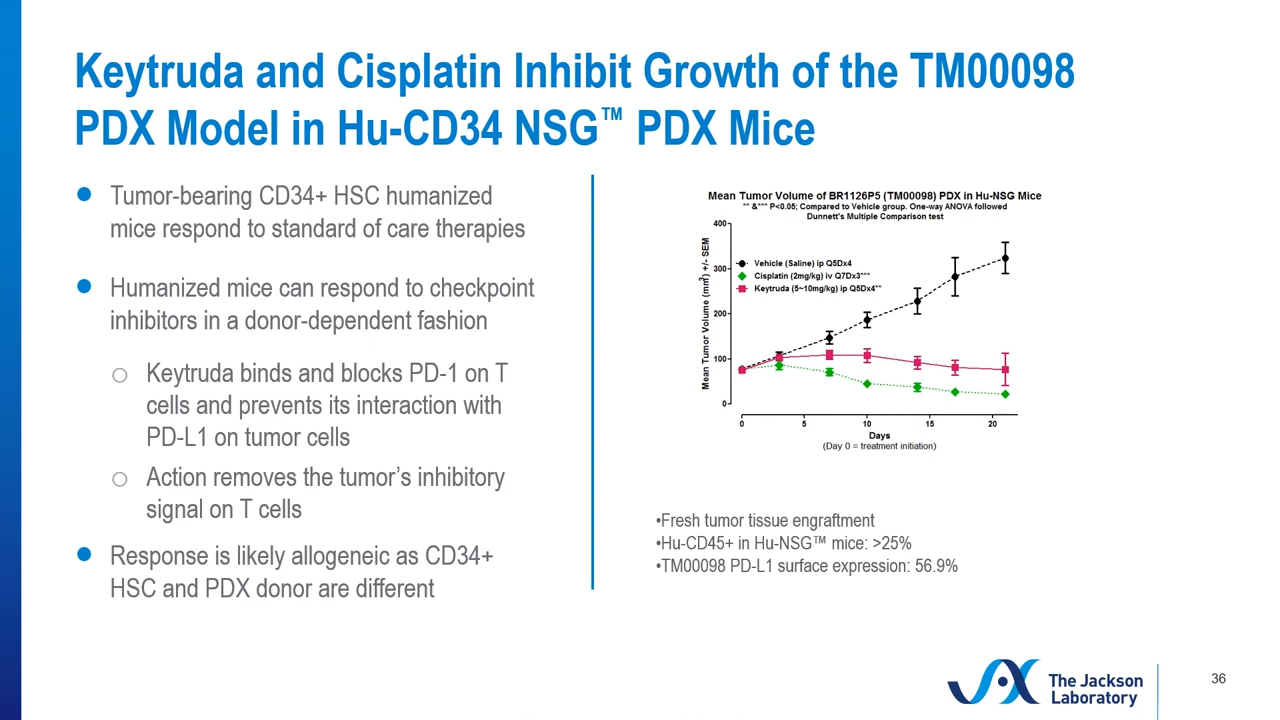 Keytruda and Cisplatin Inhibit Growth of the TM00098
PDX Model in Hu-CD34 NSG™ PDX Mice
● Tumor-bearing CD34+ HSC humanized
mice respond to standard of care therapies
● Humanized mice can respond to checkpoint
inhibitors in a donor-dependent fashion
○ Keytruda binds and blocks PD-1 on T
cells and prevents its interaction with
PD-L1 on tumor cells
○ Action removes the tumor’s inhibitory
signal on T cells
● Response is likely allogeneic as CD34+
HSC and PDX donor are different
Mean Tumor Volume of BR1126P5 (TM00098) PDX in Hu-NSG Mice
** &*** P<0.05; Compared to Vehicle group. One-way ANOVA followed
Dunnett's Multiple Comparison test
Mean Tumor Volume (mm³) +/- SEM
400
300
200
100
0
Vehicle (Saline) ip Q5Dx4
Cisplatin (2mg/kg) iv Q7Dx3***
Keytruda (5~10mg/kg) ip Q5Dx4**
0 5 10 15 20
Days
(Day 0 = treatment initiation)
•Fresh tumor tissue engraftment
•Hu-CD45+ in Hu-NSG™ mice: >25%
•TM00098 PD-L1 surface expression: 56.9%
The Jackson
Laboratory
36